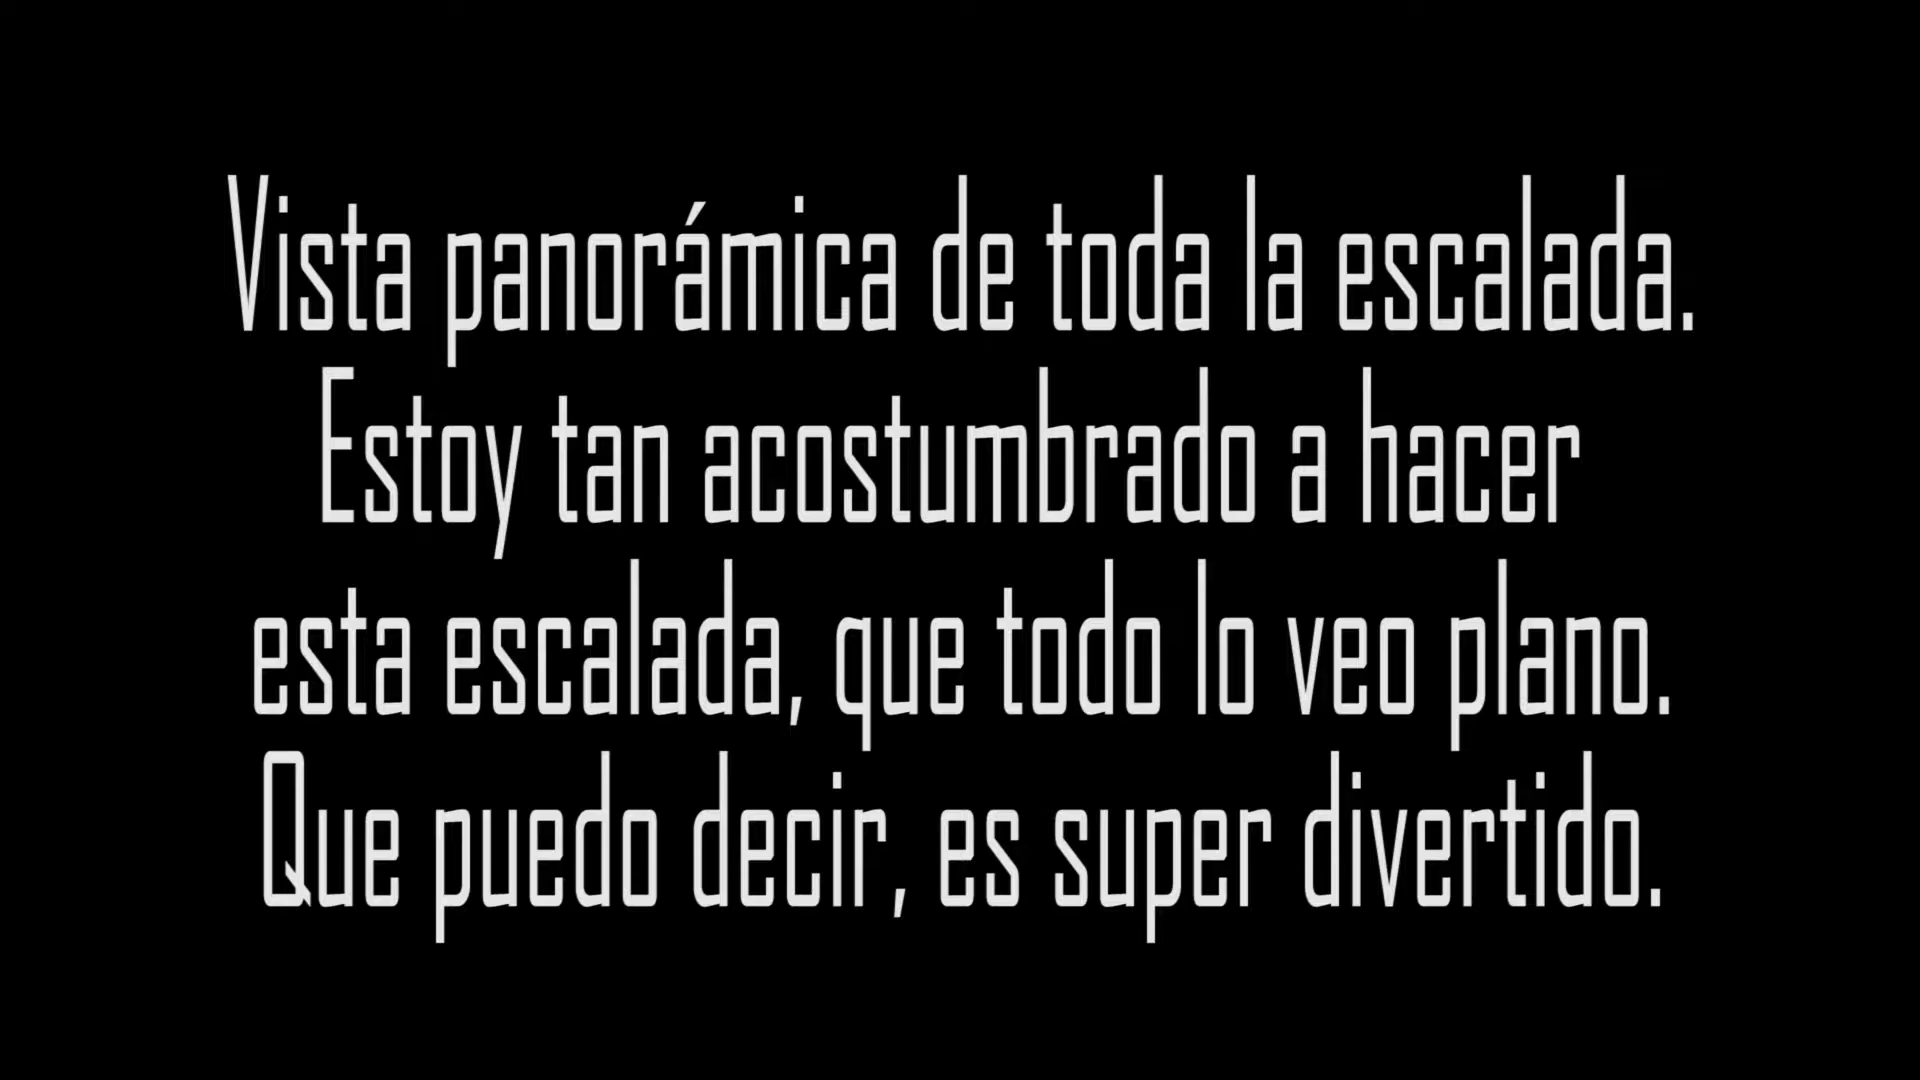 Vista panorámica de toda la escalada.
Estoy tan acostumbrado a hacer
esta escalada, que todo lo veo plano.
Que puedo decir, es super divertido.